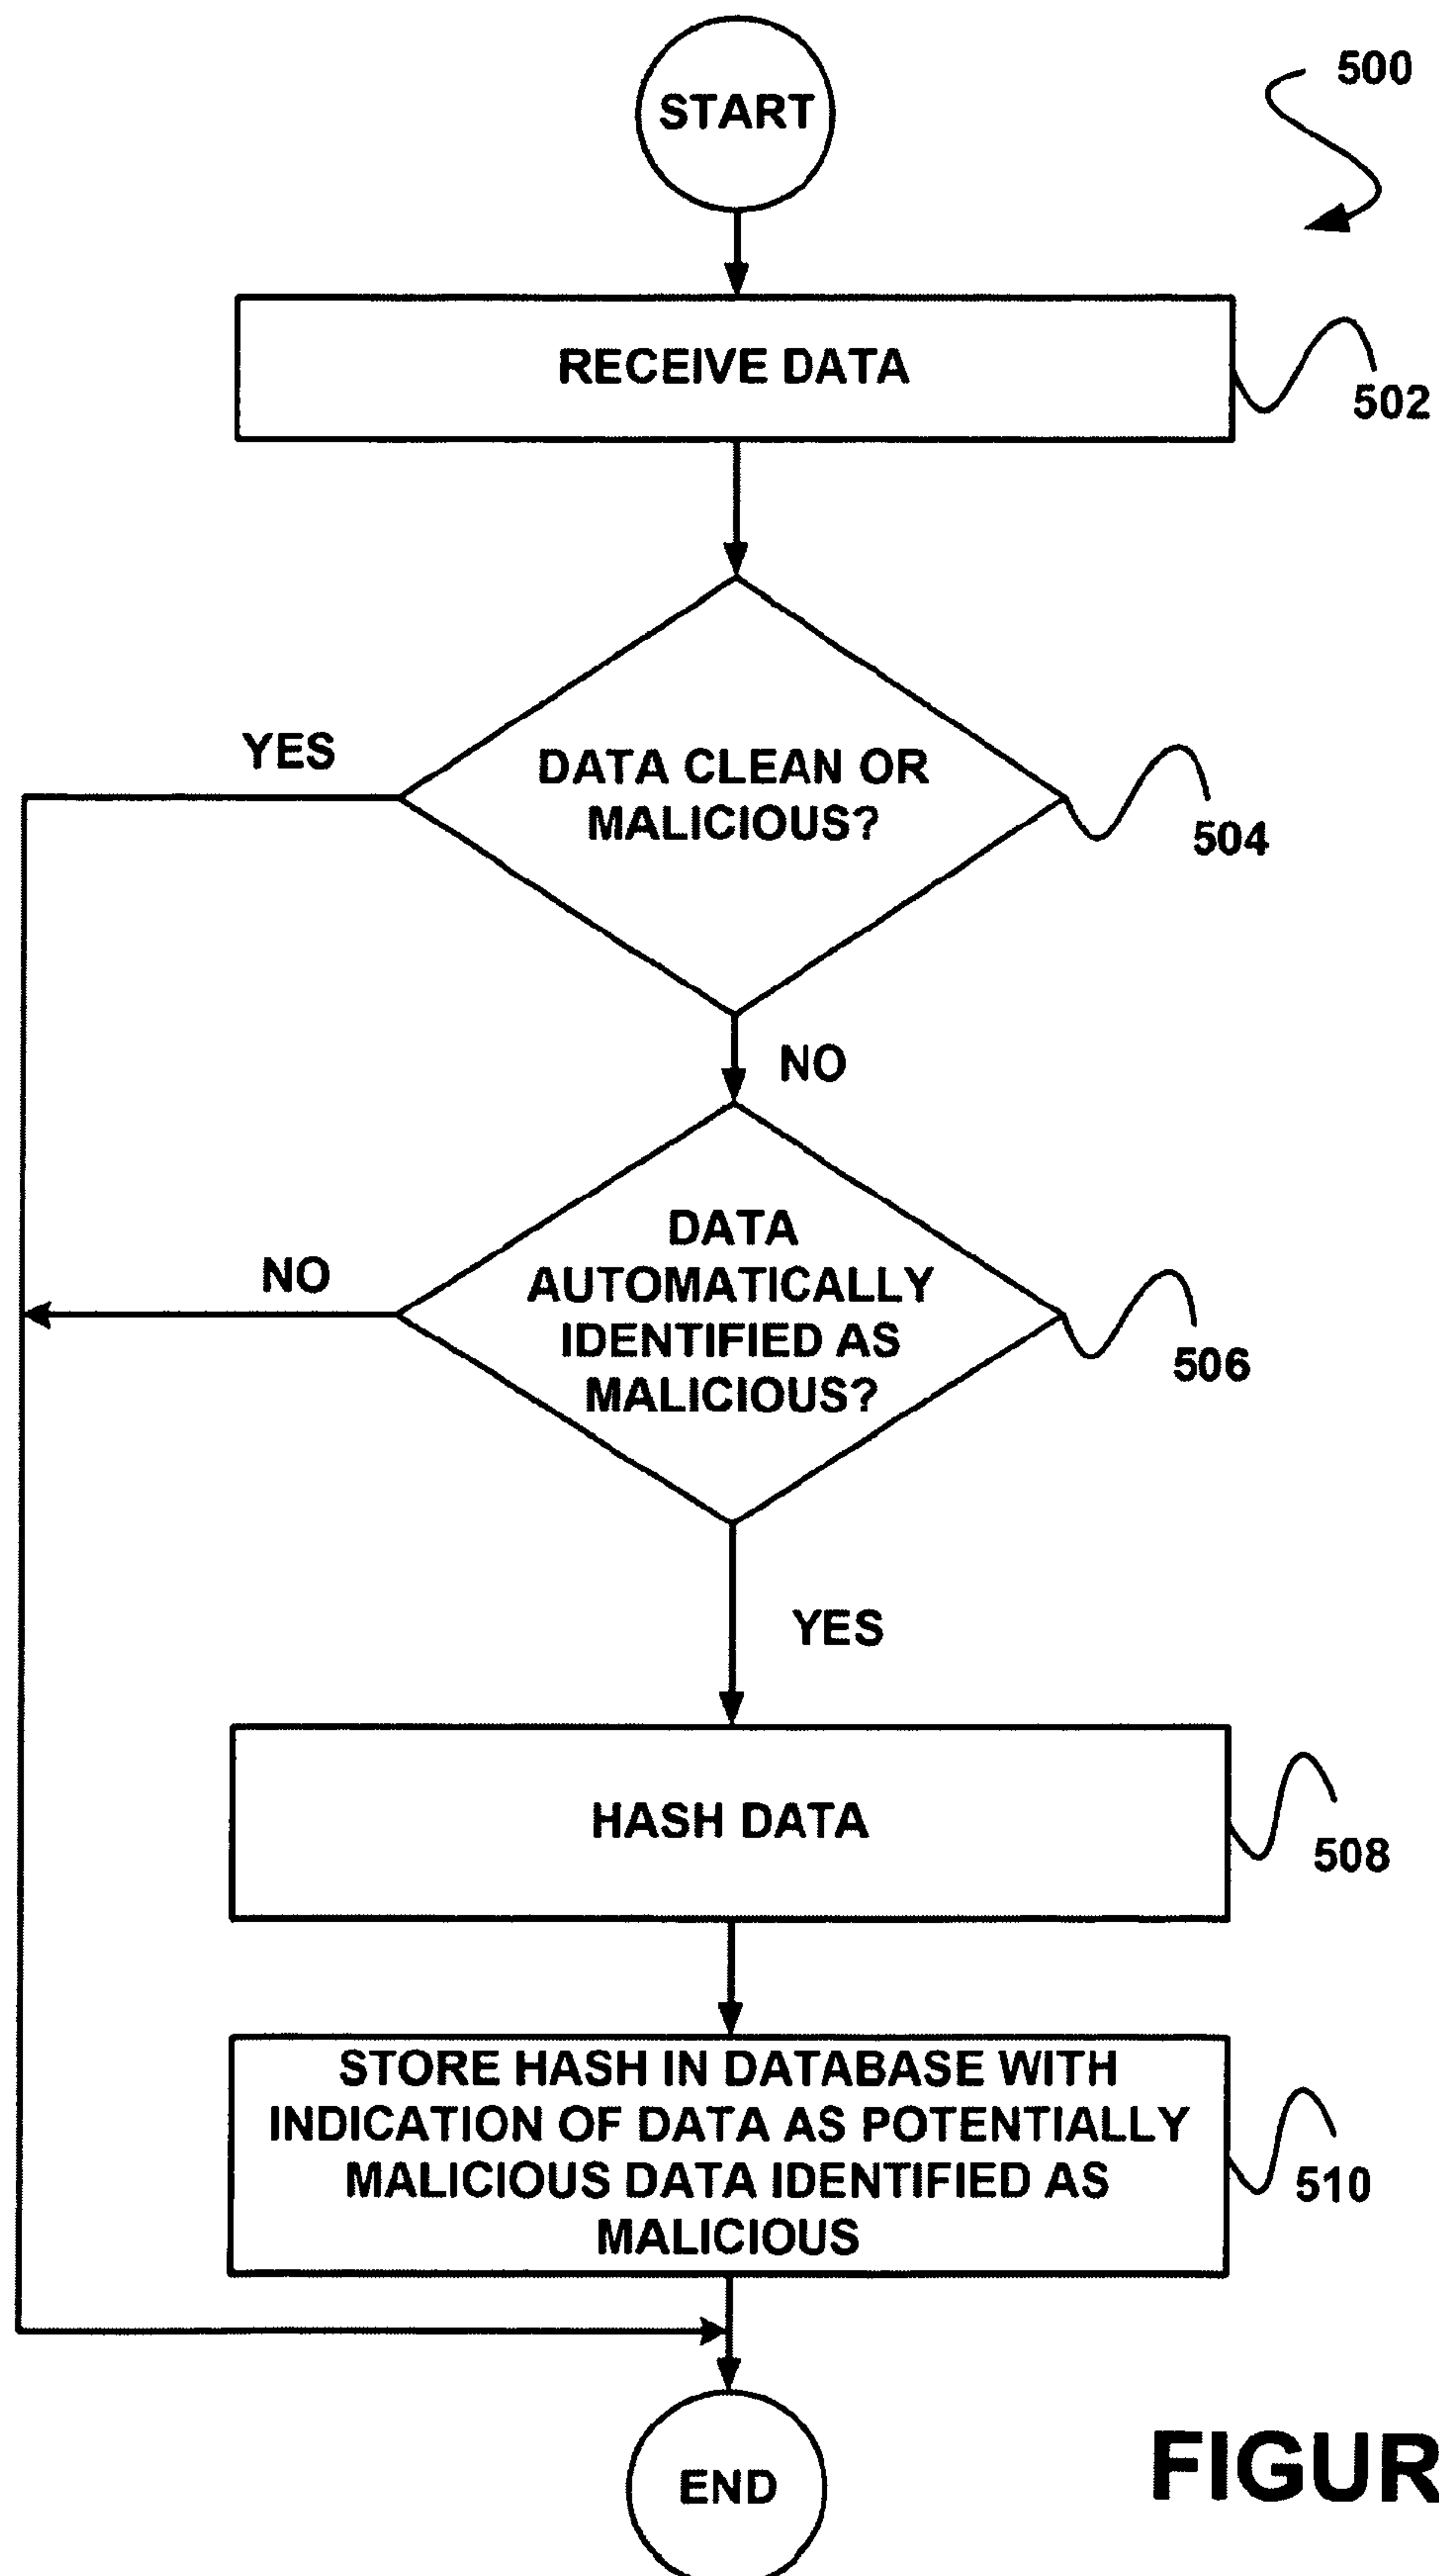 START
500
RECEIVE DATA
502
YES
DATA CLEAN OR
MALICIOUS?
504
NO
DATA
AUTOMATICALLY
IDENTIFIED AS
MALICIOUS?
NO
506
YES
HASH DATA
508
STORE HASH IN DATABASE WITH
INDICATION OF DATA AS POTENTIALLY
MALICIOUS DATA IDENTIFIED AS
MALICIOUS
510
END
FIGUR